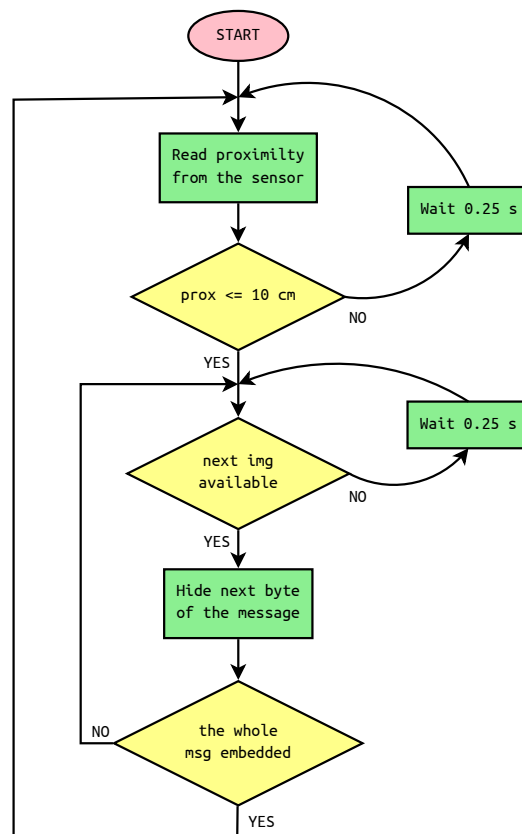 START
Read proximilty
from the sensor
Wait 0.25 s
prox <= 10 cm
NO
YES
Wait 0.25 s
next img
available
NO
YES
Hide next byte
of the message
the whole
msg embedded
NO
YES